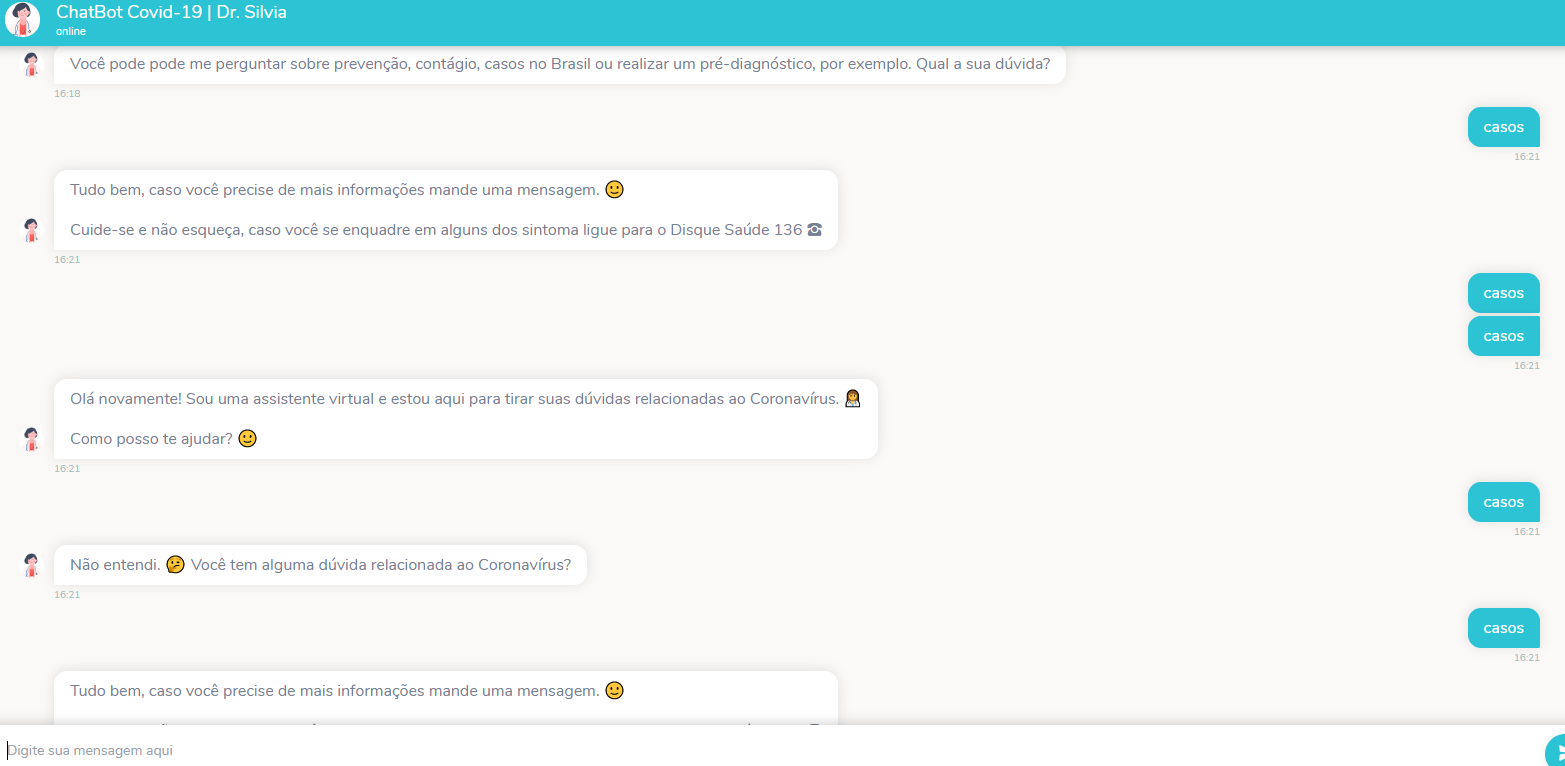 ChatBot Covid-19 | Dr. Silvia
online
Você pode pode me perguntar sobre prevenção, contágio, casos no Brasil ou realizar um pré-diagnóstico, por exemplo. Qual a sua dúvida?
16:18
casos
16:21
Tudo bem, caso você precise de mais informações mande uma mensagem. 🙂
Cuide-se e não esqueça, caso você se enquadre em alguns dos sintoma ligue para o Disque Saúde 136 ☎
16:21
casos
casos
16:21
Olá novamente! Sou uma assistente virtual e estou aqui para tirar suas dúvidas relacionadas ao Coronavírus. 👩‍⚕️
Como posso te ajudar? 🙂
16:21
casos
16:21
Não entendi. 🤔 Você tem alguma dúvida relacionada ao Coronavírus?
16:21
casos
16:21
Tudo bem, caso você precise de mais informações mande uma mensagem. 🙂
Digite sua mensagem aqui